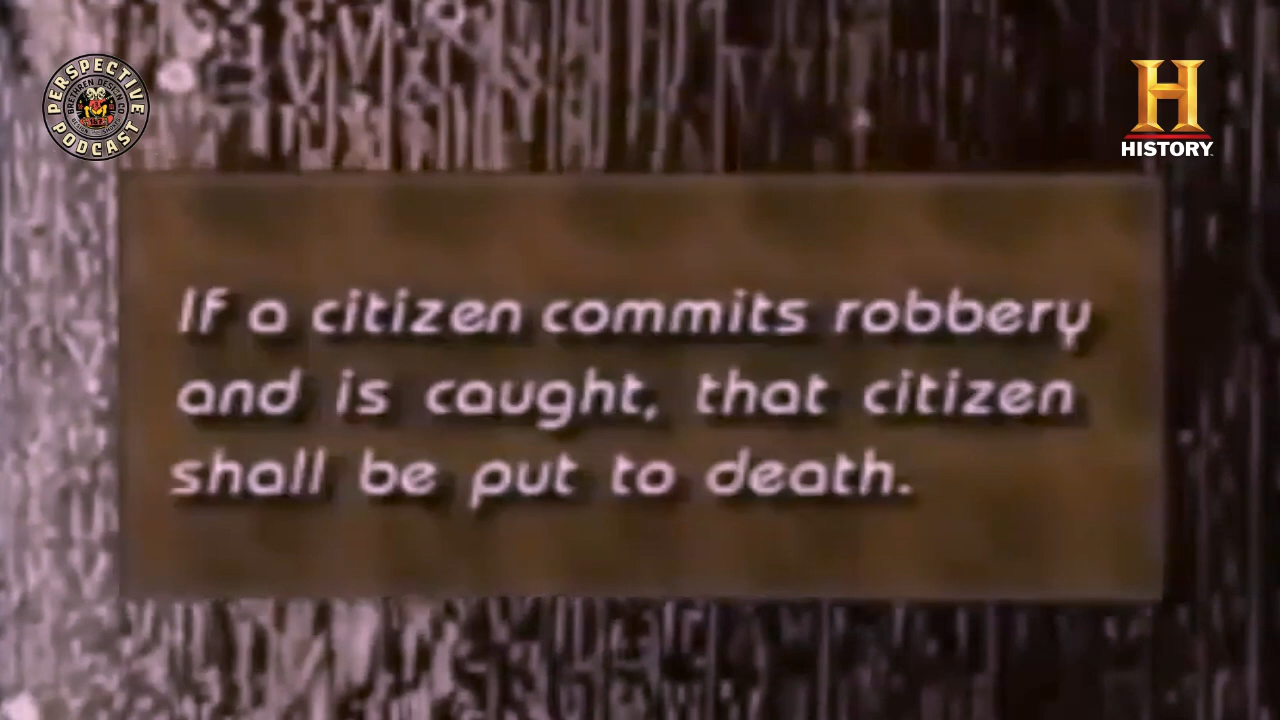 PERSPECTIVE
PODCAST
H
HISTORY
If a citizen commits robbery
and is caught, that citizen
shall be put to death.